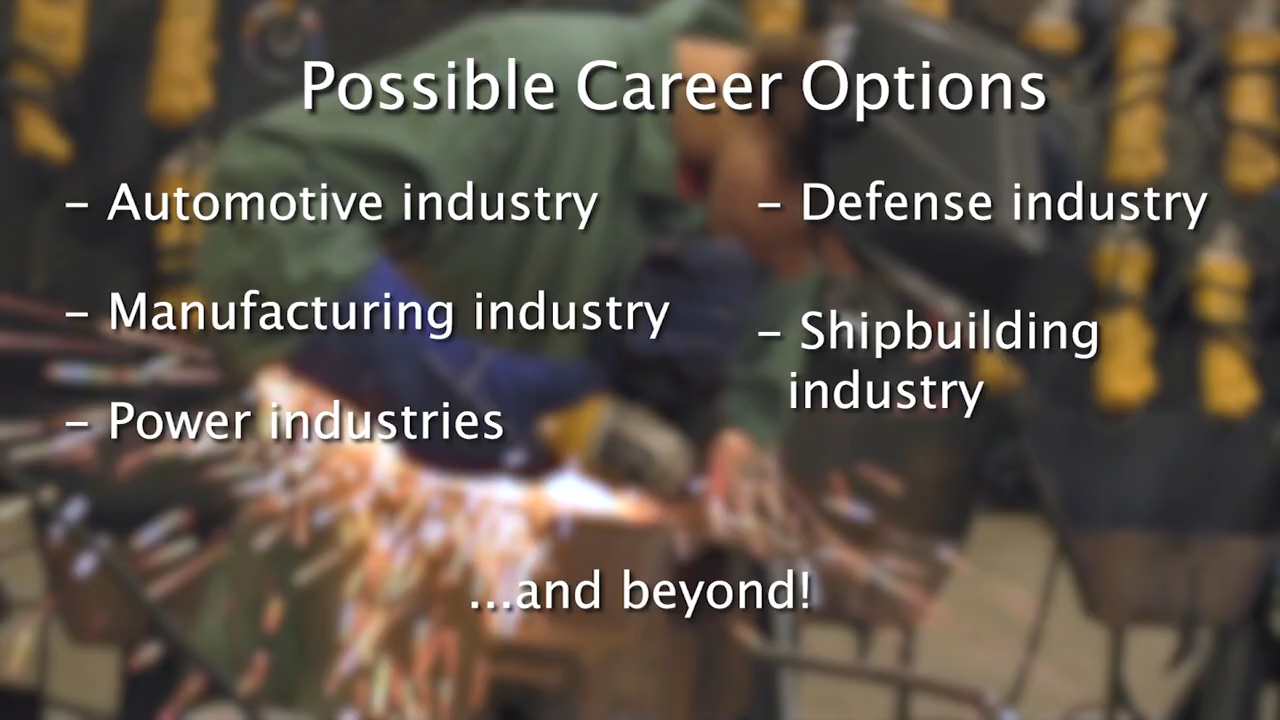 Possible Career Options
- Automotive industry
- Manufacturing industry
- Power industries
- Defense industry
- Shipbuilding
industry
...and beyond!